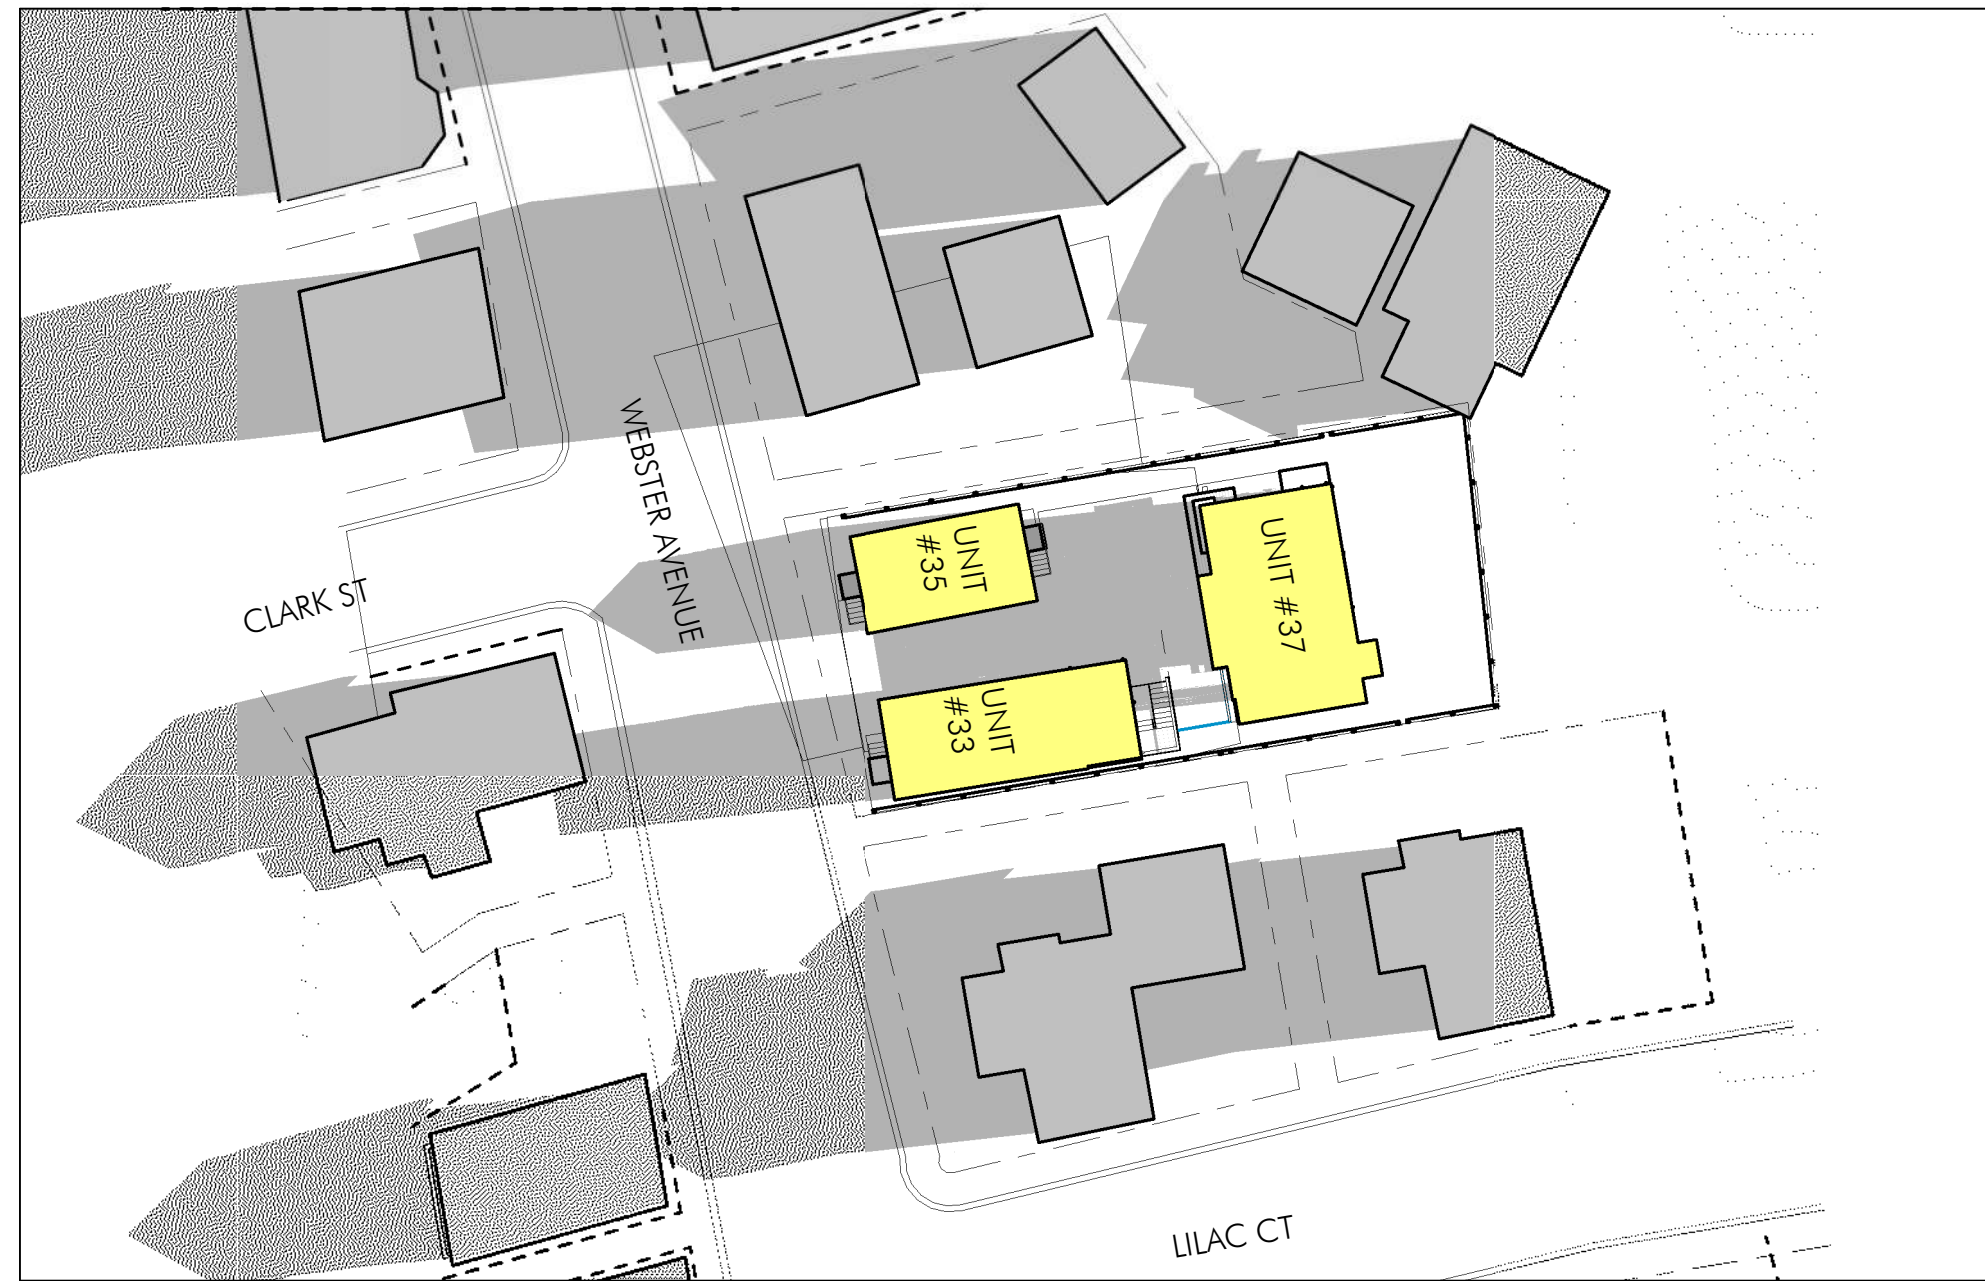 WEBSTER AVENUE
CLARK ST
UNIT
#35
UNIT #37
UNIT
#33
LILAC CT